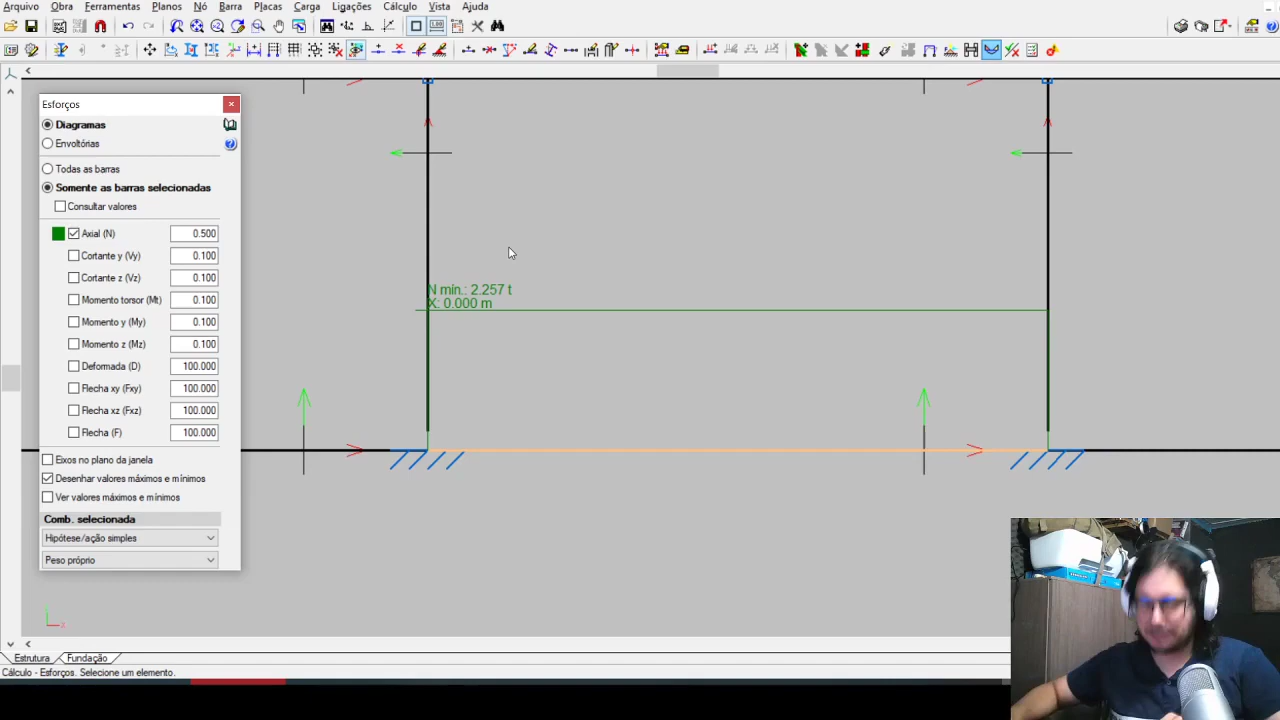 Arquivo Obra Ferramentas Planos Nó Barra Placas Carga Ligações Cálculo Vista Ajuda
Esforços
Diagramas
Envoltórias
Todas as barras
Somente as barras selecionadas
Consultar valores
Axial (N) 0.500
Cortante y (Vy) 0.100
Cortante z (Vz) 0.100
Momento torsor (Mt) 0.100
Momento y (My) 0.100
Momento z (Mz) 0.100
Deformada (D) 100.000
Flecha xy (Fxy) 100.000
Flecha xz (Fxz) 100.000
Flecha (F) 100.000
Eixos no plano da janela
Desenhar valores máximos e mínimos
Ver valores máximos e mínimos
Comb. selecionada
Hipótese/ação simples
Peso próprio
N mín.: 2.257 t
X: 0.000 m
Estrutura Fundação
Cálculo - Esforços. Selecione um elemento.